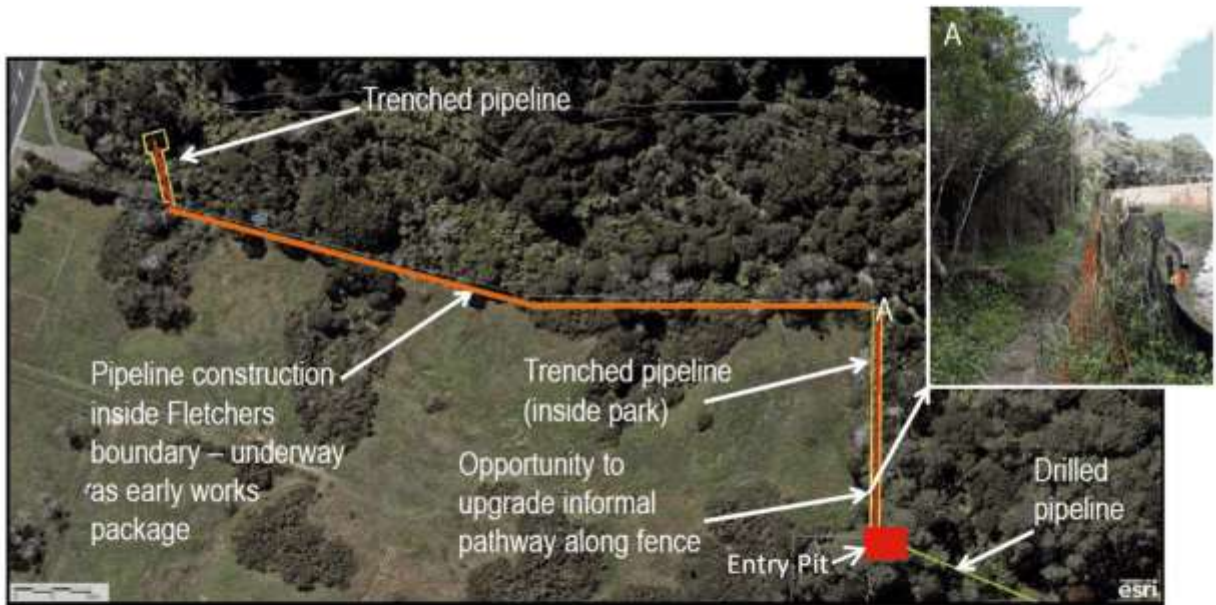 A
Trenched pipeline
A
Pipeline construction
inside Fletchers
boundary – underway
as early works
package
Trenched pipeline
(inside park)
Opportunity to
upgrade informal
pathway along fence
Drilled
pipeline
Entry Pit
esri